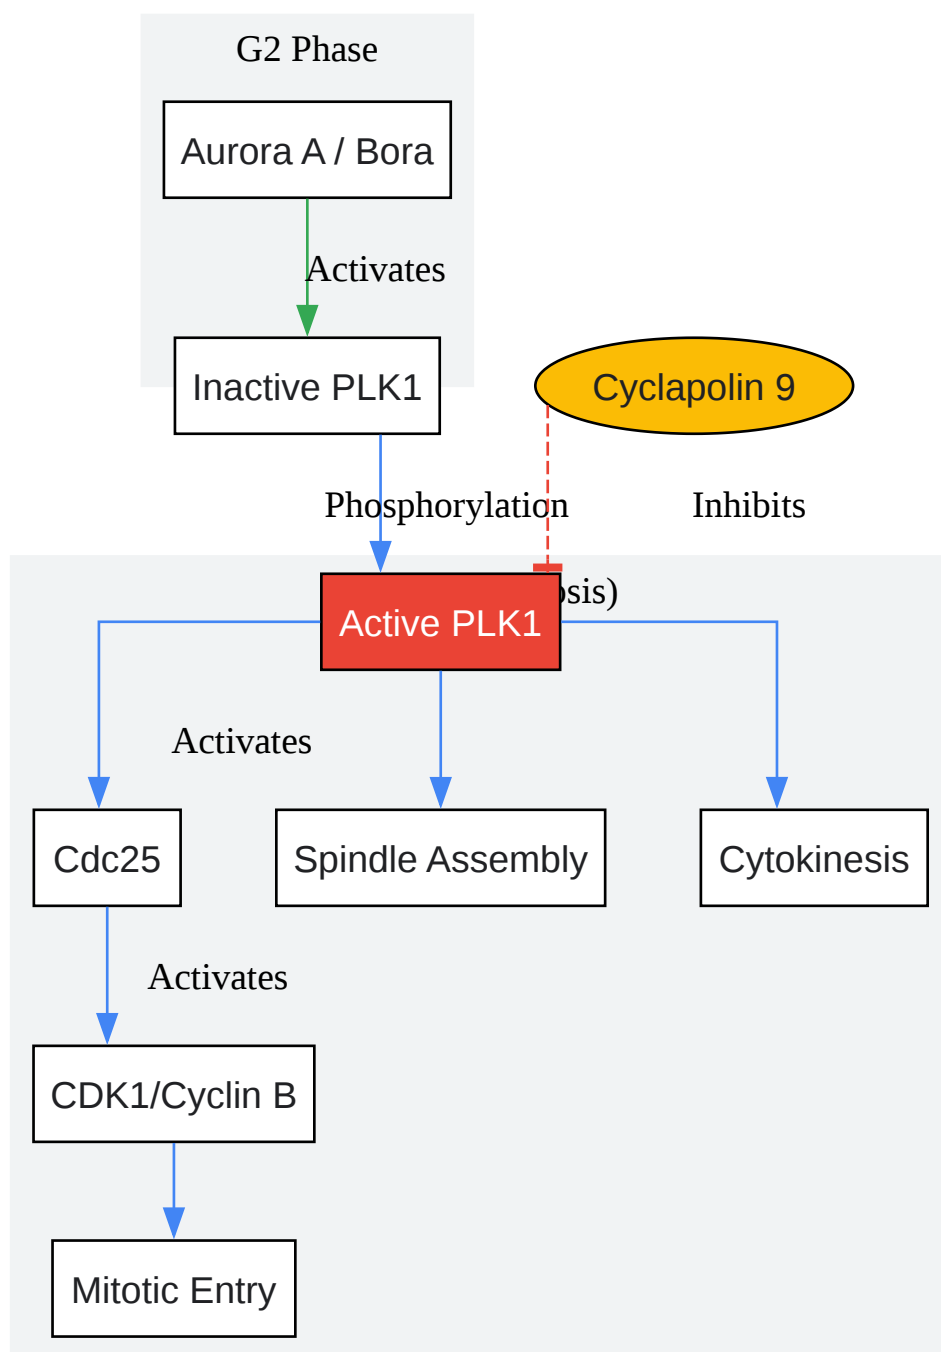 G2 Phase
Aurora A / Bora
Activates
Inactive PLK1
Cyclapolin 9
Phosphorylation
Inhibits
osis)
Active PLK1
Activates
Cdc25
Spindle Assembly
Cytokinesis
Activates
CDK1/Cyclin B
Mitotic Entry